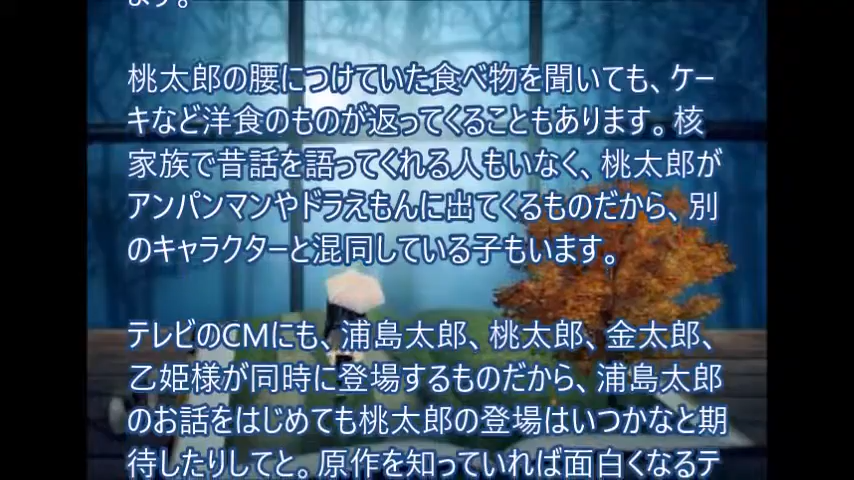 ます。
桃太郎の腰につけていた食べ物を聞いても、ケー
キなど洋食のものが返ってくることもあります。核
家族で昔話を語ってくれる人もいなく、桃太郎が
アンパンマンやドラえもんに出てくるものだから、別
のキャラクターと混同している子もいます。
テレビのCMにも、浦島太郎、桃太郎、金太郎、
乙姫様が同時に登場するものだから、浦島太郎
のお話をはじめても桃太郎の登場はいつかなと期
待したりしてと。原作を知っていれば面白くなるテ